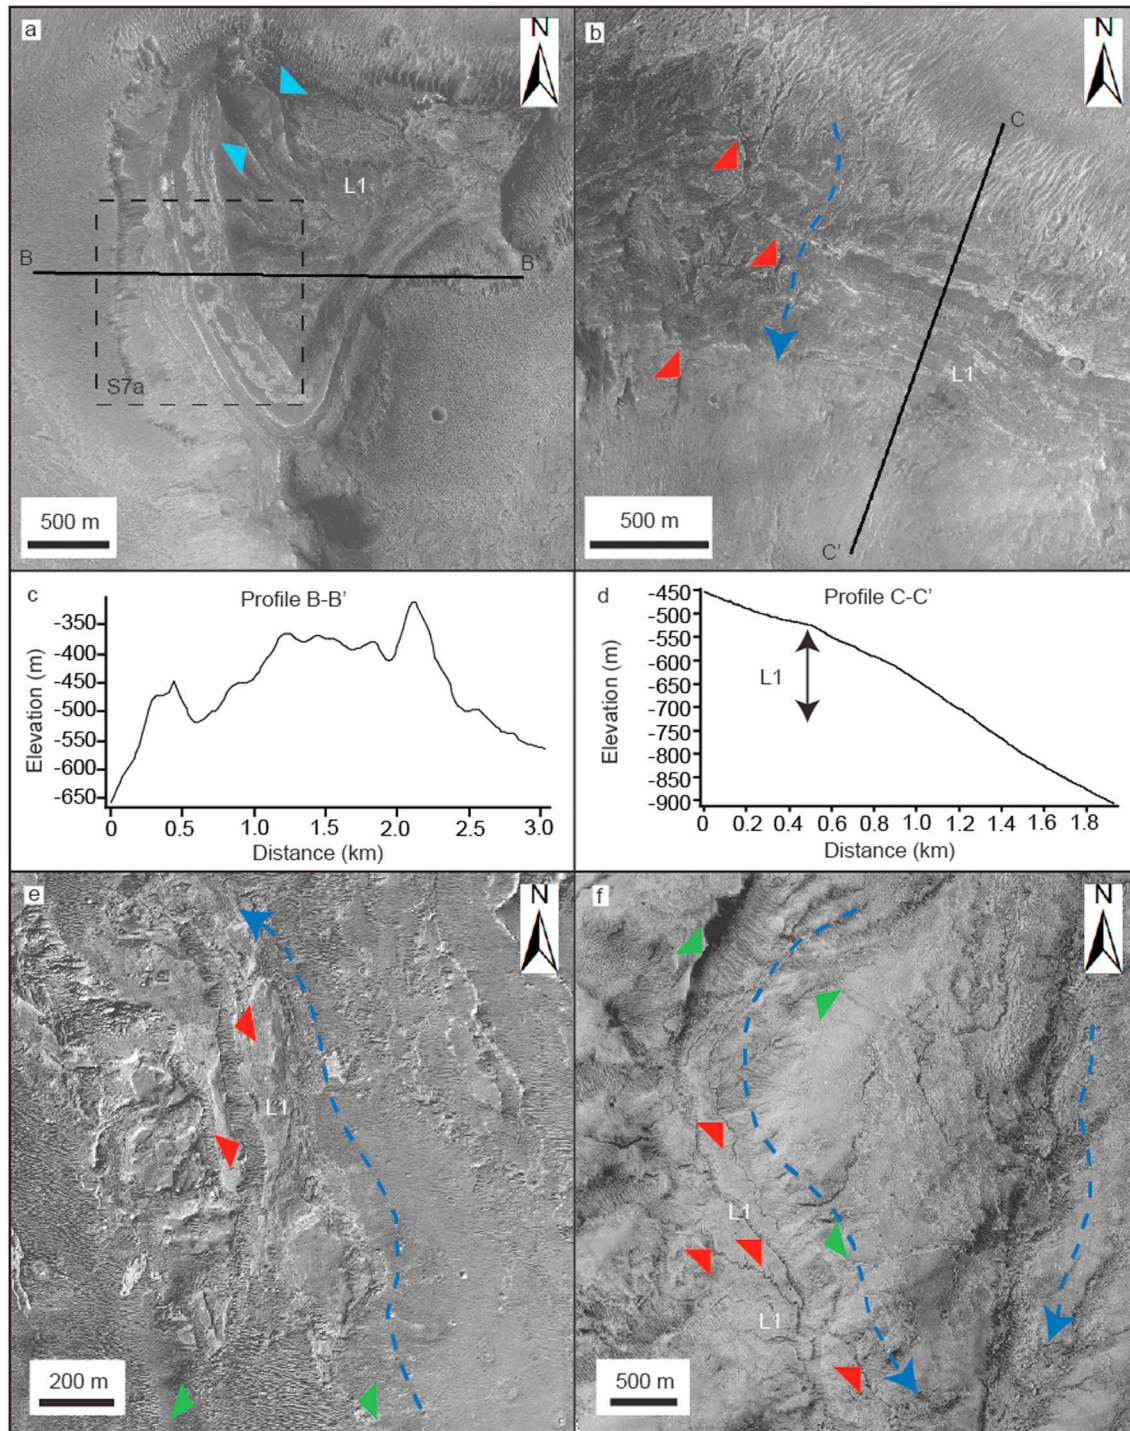 a
N
L1
B
B'
S7a
500 m
b
N
C
L1
C'
500 m
c
Profile B-B'
Elevation (m)
-350
-400
-450
-500
-550
-600
-650
0
0.5
1.0
1.5
2.0
2.5
3.0
Distance (km)
d
Profile C-C'
Elevation (m)
-450
-500
-550
-600
-650
-700
-750
-800
-850
-900
L1
0
0.2
0.4
0.6
0.8
1.0
1.2
1.4
1.6
1.8
Distance (km)
e
N
L1
200 m
f
N
L1
L1
500 m